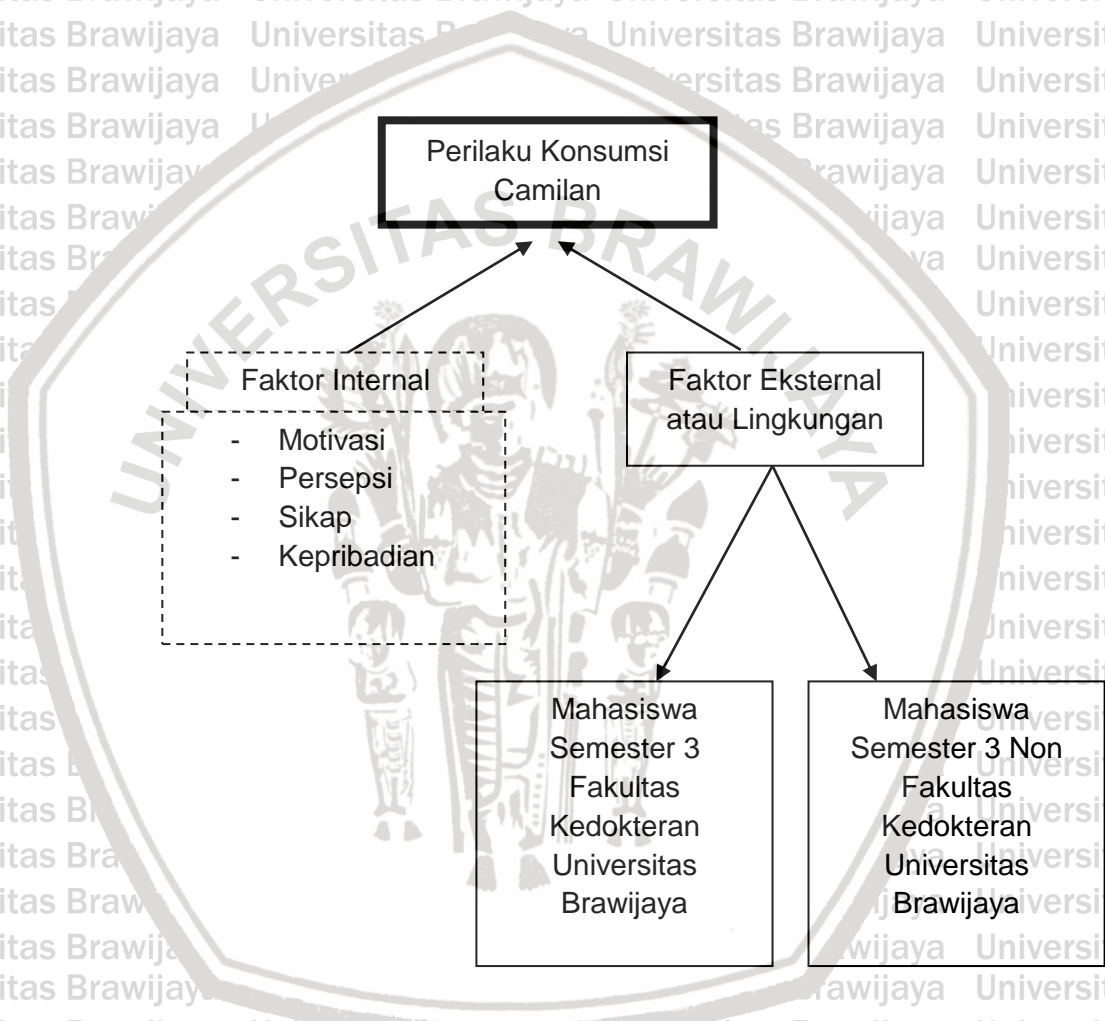 Perilaku Konsumsi
Camilan
UNIVERSITAS BRAWIJAYA
Faktor Internal
- Motivasi
- Persepsi
- Sikap
- Kepribadian
Faktor Eksternal
atau Lingkungan
Mahasiswa
Semester 3
Fakultas
Kedokteran
Universitas
Brawijaya
Mahasiswa
Semester 3 Non
Fakultas
Kedokteran
Universitas
Brawijaya